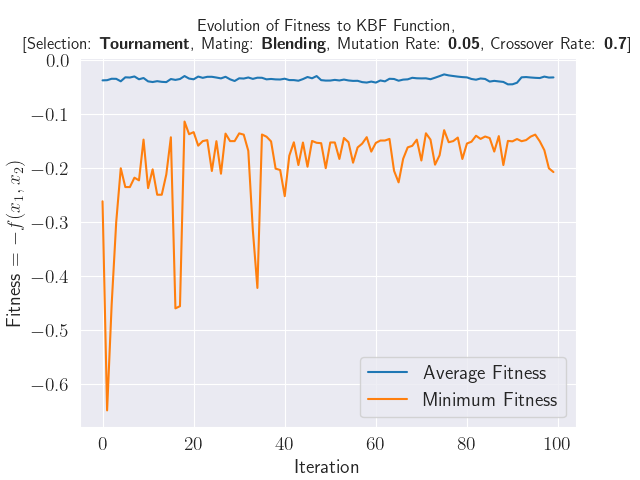 Evolution of Fitness to KBF Function,
[Selection: Tournament, Mating: Blending, Mutation Rate: 0.05, Crossover Rate: 0.7]
0.0
−0.1
−0.2
−0.3
−0.4
−0.5
−0.6
Fitness = −f(x₁, x₂)
Average Fitness
Minimum Fitness
0 20 40 60 80 100
Iteration